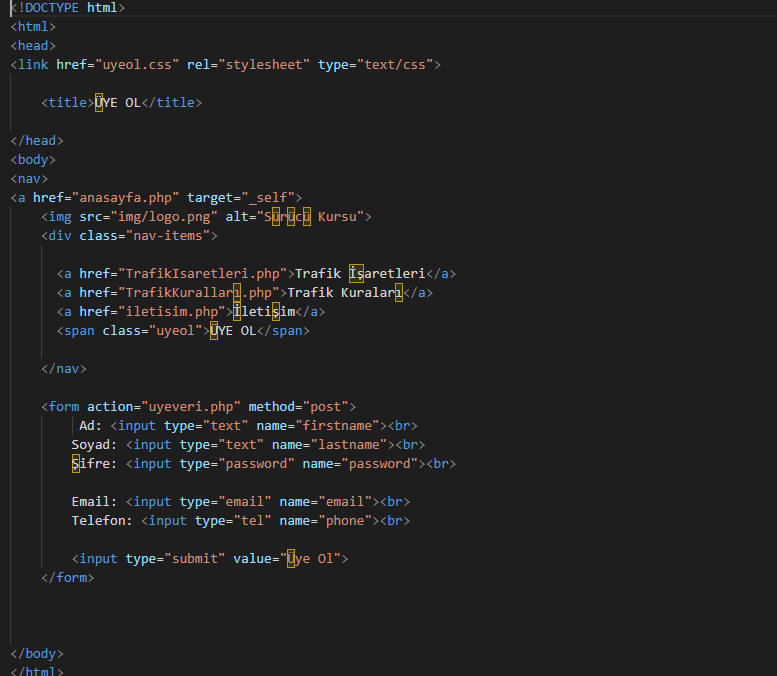 <!DOCTYPE html>
<html>
<head>
<link href="uyeol.css" rel="stylesheet" type="text/css">
<title>ÜYE OL</title>
</head>
<body>
<nav>
<a href="anasayfa.php" target="_self">
<img src="img/logo.png" alt="Sürücü Kursu">
<div class="nav-items">
<a href="TrafikIsaretleri.php">Trafik İşaretleri</a>
<a href="TrafikKuralları.php">Trafik Kuraları</a>
<a href="iletisim.php">İletişim</a>
<span class="uyeol">ÜYE OL</span>
</nav>
<form action="uyeveri.php" method="post">
Ad: <input type="text" name="firstname"><br>
Soyad: <input type="text" name="lastname"><br>
Şifre: <input type="password" name="password"><br>
Email: <input type="email" name="email"><br>
Telefon: <input type="tel" name="phone"><br>
<input type="submit" value="Üye Ol">
</form>
</body>
</html>